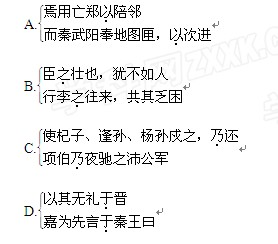 A. 焉用亡郑以陪邻
而秦武阳奉地图匣，以次进
B. 臣之壮也，犹不如人
行李之往来，共其乏困
C. 使杞子、逢孙、杨孙戍之，乃还
项伯乃夜驰之沛公军
D. 以其无礼于晋
嘉为先言于秦王曰